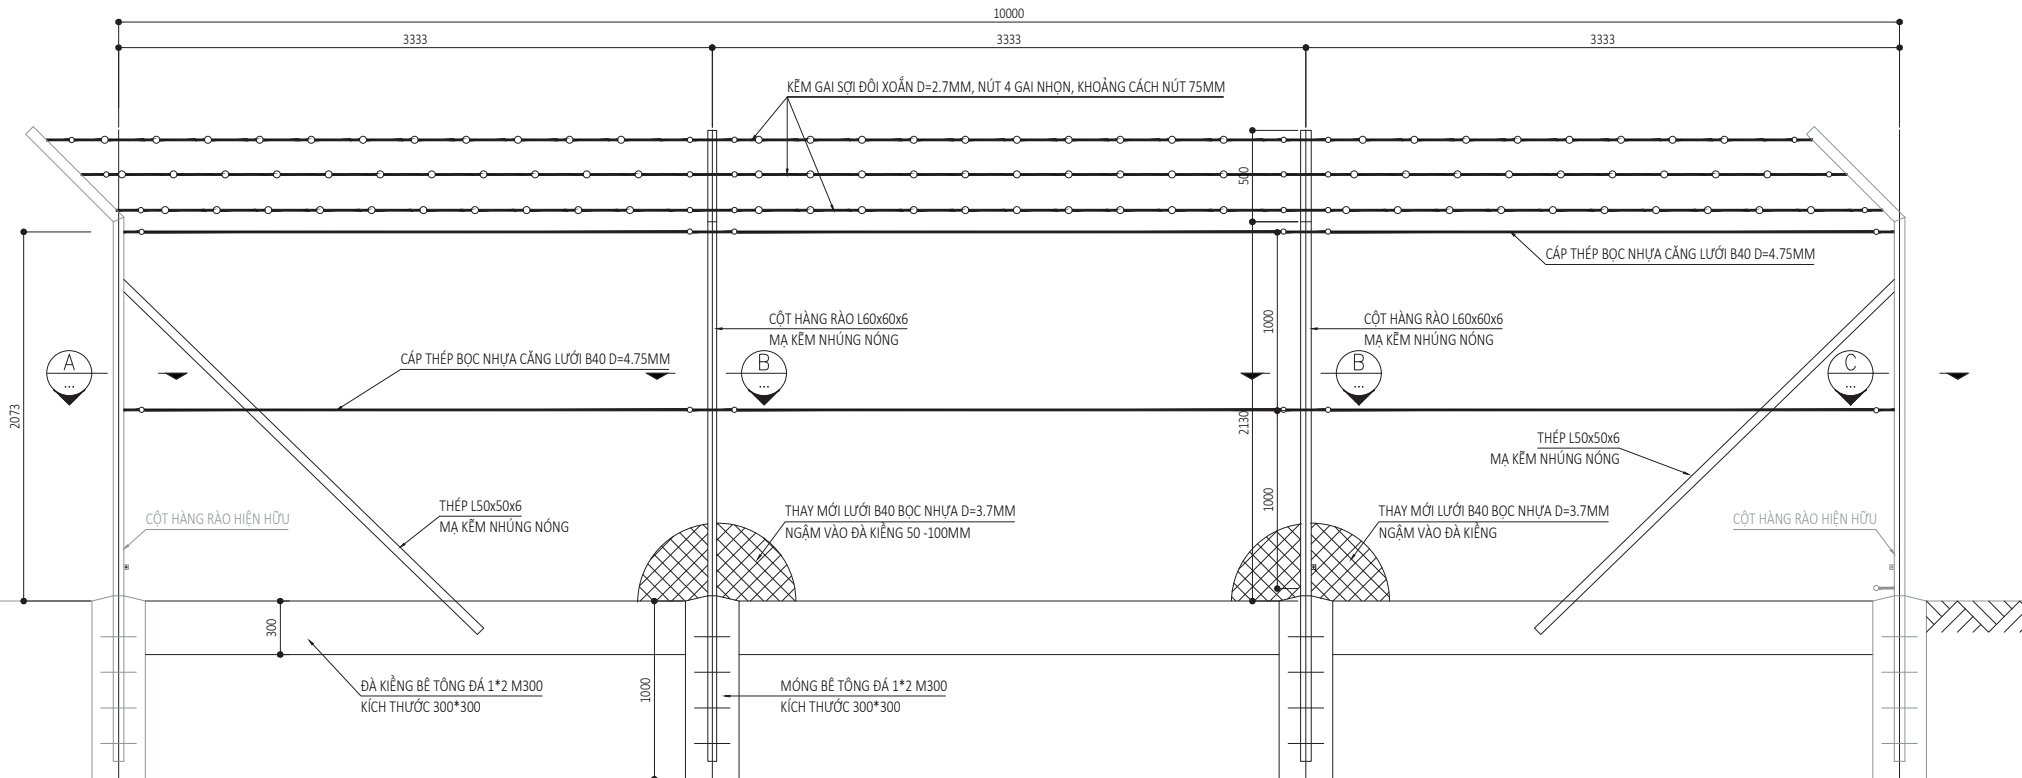 10000
3333
3333
3333
KẼM GAI SỢI ĐÔI XOẮN D=2.7MM, NÚT 4 GAI NHỌN, KHOẢNG CÁCH NÚT 75MM
500
CÁP THÉP BỌC NHỰA CĂNG LƯỚI B40 D=4.75MM
CỘT HÀNG RÀO L60x60x6
MẠ KẼM NHÚNG NÓNG
1000
CỘT HÀNG RÀO L60x60x6
MẠ KẼM NHÚNG NÓNG
CÁP THÉP BỌC NHỰA CĂNG LƯỚI B40 D=4.75MM
A
...
B
...
B
...
C
...
2073
2130
THÉP L50x50x6
MẠ KẼM NHÚNG NÓNG
1000
CỘT HÀNG RÀO HIỆN HỮU
THÉP L50x50x6
MẠ KẼM NHÚNG NÓNG
THAY MỚI LƯỚI B40 BỌC NHỰA D=3.7MM
NGẬM VÀO ĐÀ KIỀNG 50 -100MM
THAY MỚI LƯỚI B40 BỌC NHỰA D=3.7MM
NGẬM VÀO ĐÀ KIỀNG
CỘT HÀNG RÀO HIỆN HỮU
300
1000
ĐÀ KIỀNG BÊ TÔNG ĐÁ 1*2 M300
KÍCH THƯỚC 300*300
MÓNG BÊ TÔNG ĐÁ 1*2 M300
KÍCH THƯỚC 300*300